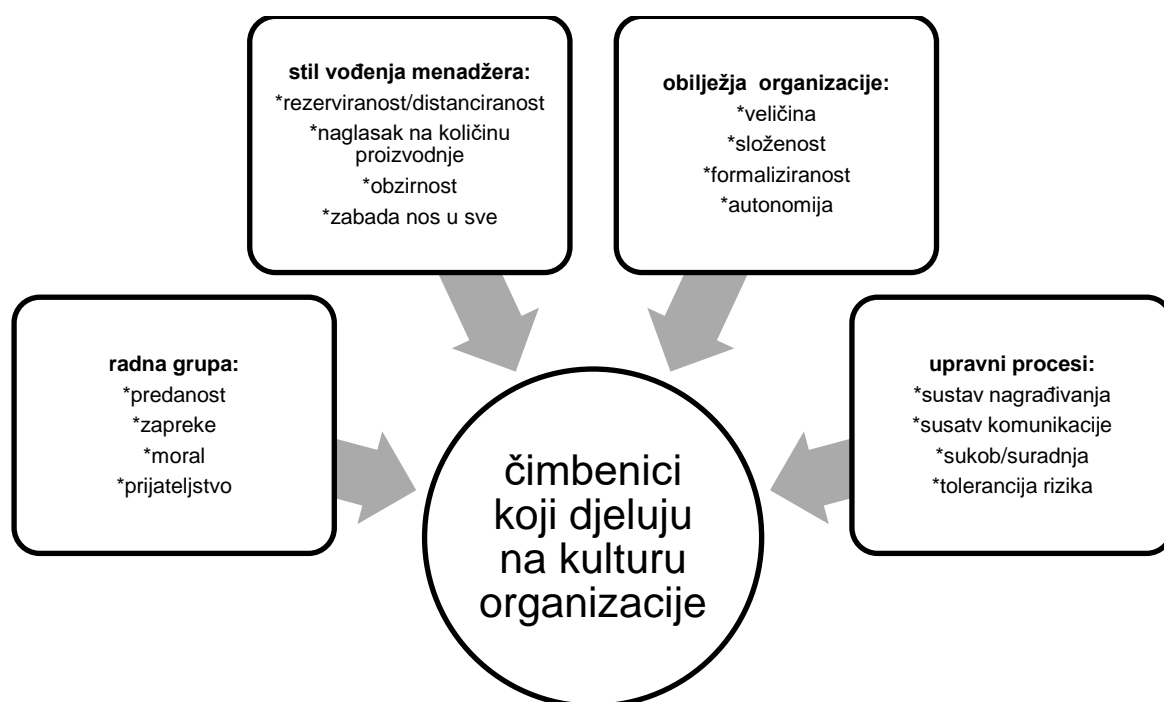 stil vođenja menadžera:
*rezerviranost/distanciranost
*naglasak na količinu
proizvodnje
*obzirnost
*zabada nos u sve
obilježja  organizacije:
*veličina
*složenost
*formaliziranost
*autonomija
radna grupa:
*predanost
*zapreke
*moral
*prijateljstvo
upravni procesi:
*sustav nagrađivanja
*susatv komunikacije
*sukob/suradnja
*tolerancija rizika
čimbenici
koji djeluju
na kulturu
organizacije